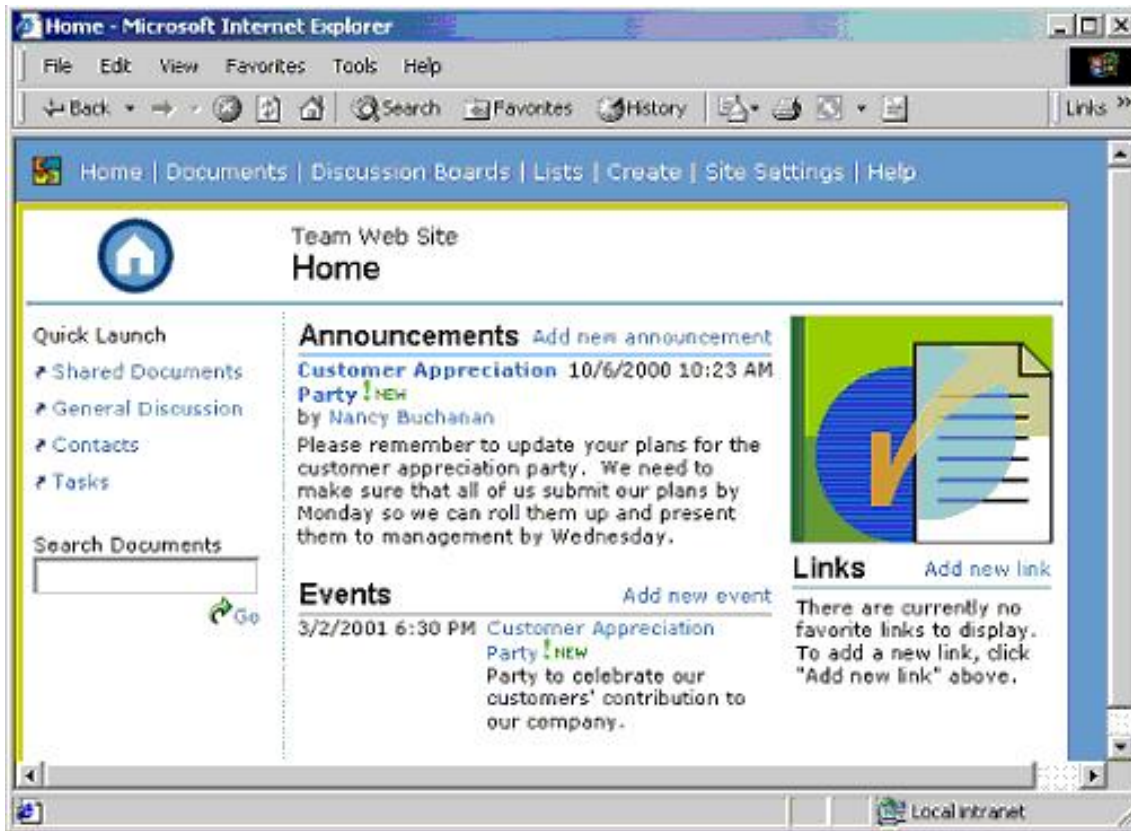 Home - Microsoft Internet Explorer
File Edit View Favorites Tools Help
Back Search Favorites History Links »
Home | Documents | Discussion Boards | Lists | Create | Site Settings | Help
Team Web Site
Home
Quick Launch
Shared Documents
General Discussion
Contacts
Tasks
Search Documents
Go
Announcements Add new announcement
Customer Appreciation 10/6/2000 10:23 AM
Party ! NEW
by Nancy Buchanan
Please remember to update your plans for the
customer appreciation party. We need to
make sure that all of us submit our plans by
Monday so we can roll them up and present
them to management by Wednesday.
Events Add new event
3/2/2001 6:30 PM Customer Appreciation
Party ! NEW
Party to celebrate our
customers' contribution to
our company.
Links Add new link
There are currently no
favorite links to display.
To add a new link, click
"Add new link" above.
Local intranet